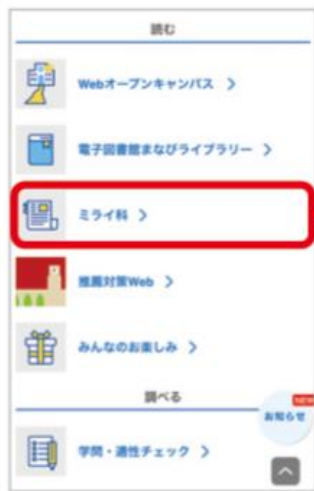 読む
Webオープンキャンパス
電子図書館まなびライブラリー
ミライ科
推薦対策Web
みんなのお楽しみ
調べる
NEW
お知らせ
学問・適性チェック